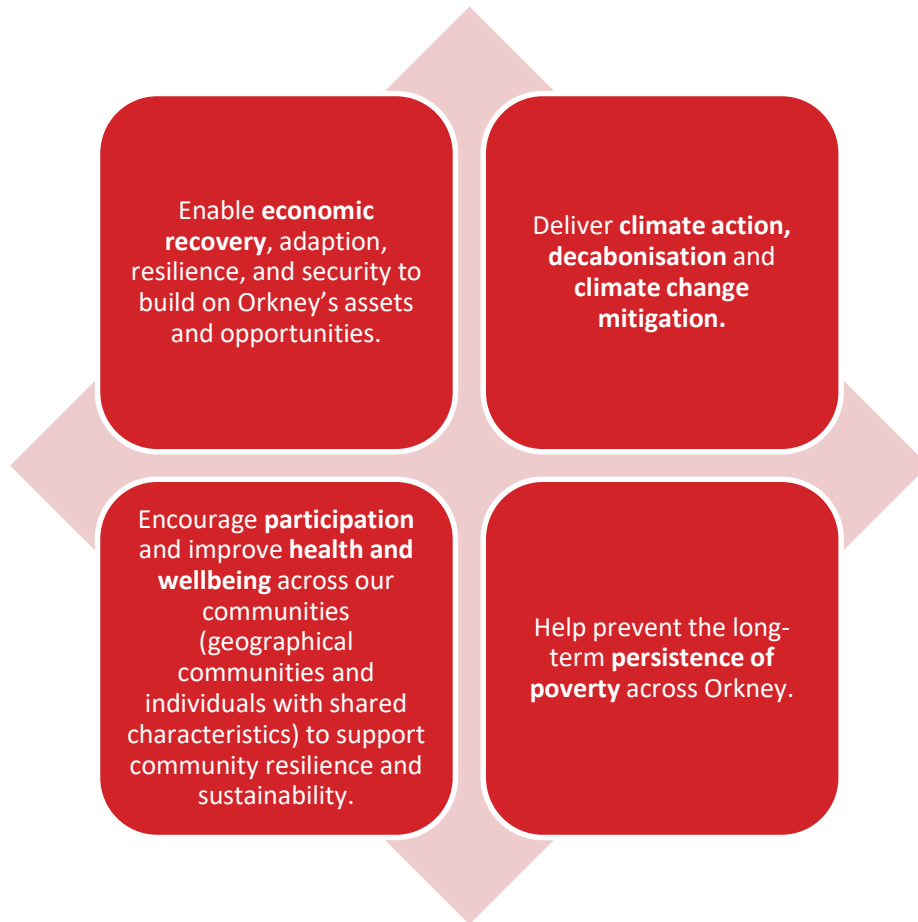 Enable economic
recovery, adaption,
resilience, and security to
build on Orkney’s assets
and opportunities.
Deliver climate action,
decabonisation and
climate change
mitigation.
Encourage participation
and improve health and
wellbeing across our
communities
(geographical
communities and
individuals with shared
characteristics) to support
community resilience and
sustainability.
Help prevent the long-
term persistence of
poverty across Orkney.